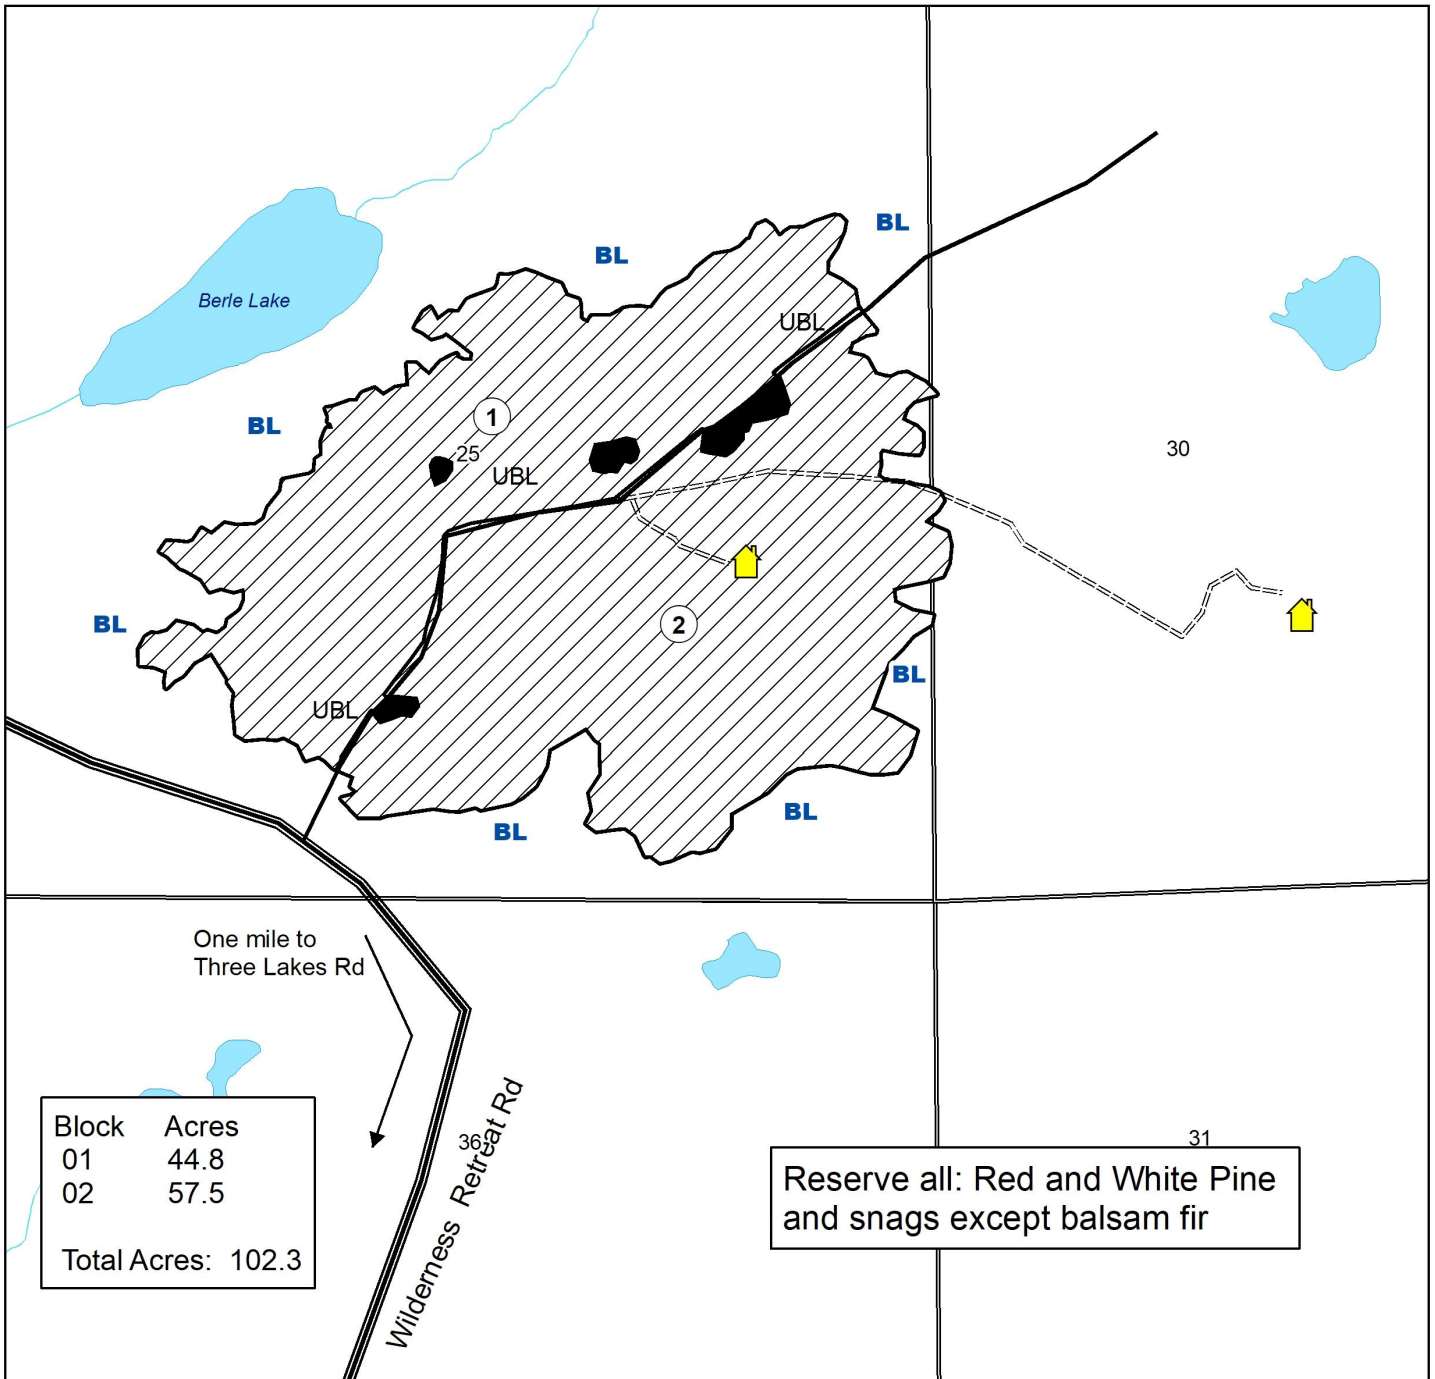 BL
BL
Berle Lake
UBL
BL
1
25
UBL
30
BL
2
BL
UBL
BL
BL
One mile to
Three Lakes Rd
Wilderness Retreat Rd
36
31
Block Acres
01 44.8
02 57.5
Total Acres: 102.3
Reserve all: Red and White Pine
and snags except balsam fir